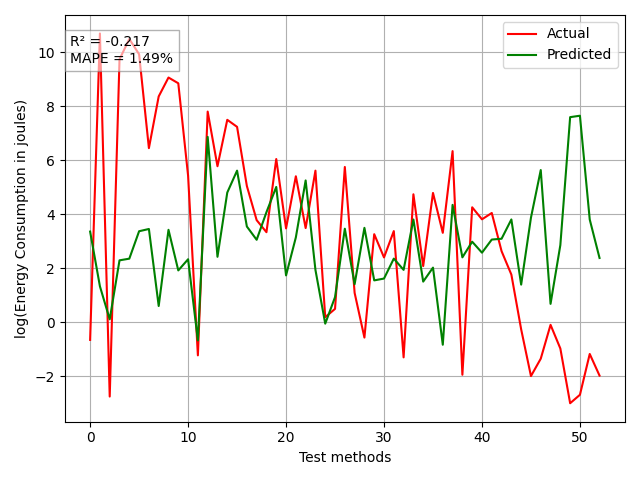 R² = -0.217
MAPE = 1.49%
Actual
Predicted
log(Energy Consumption in joules)
10
8
6
4
2
0
−2
0
10
20
30
40
50
Test methods